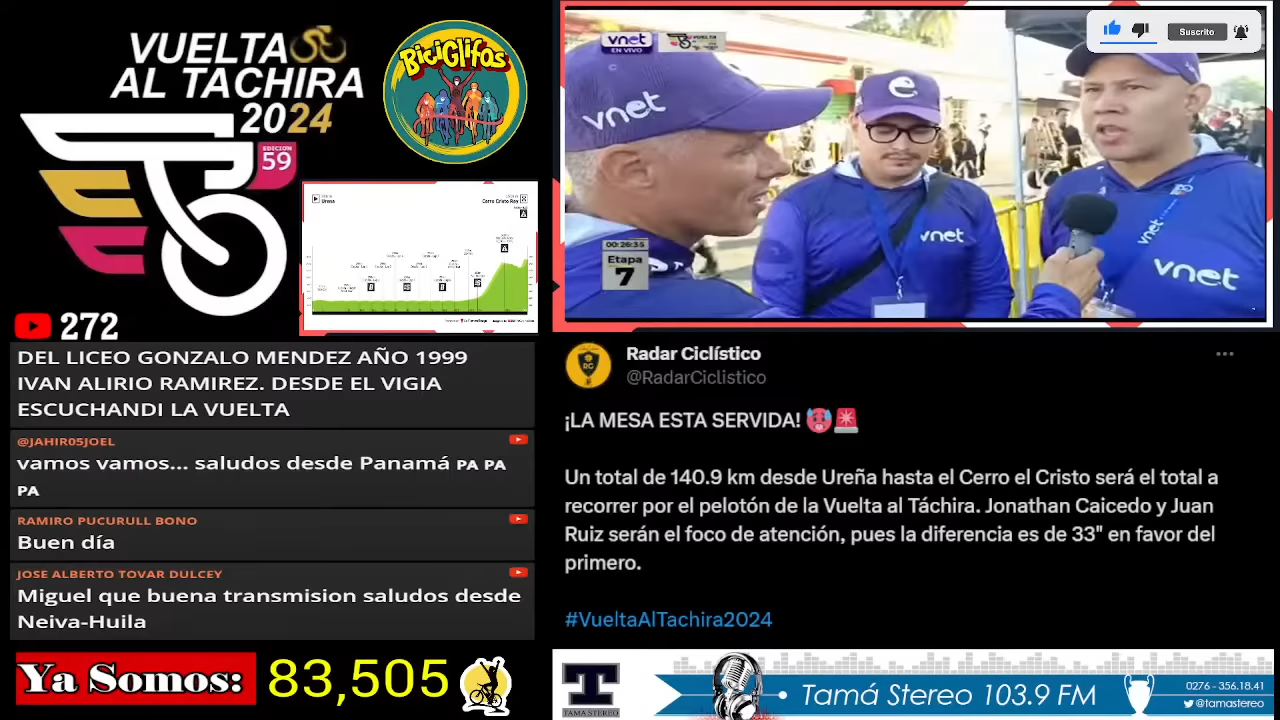 VUELTA
AL TACHIRA
2024
EDICION
59
BiciGlifos
Ureña
Cerro Cristo Rey
272
DEL LICEO GONZALO MENDEZ AÑO 1999
IVAN ALIRIO RAMIREZ. DESDE EL VIGIA
ESCUCHANDI LA VUELTA
@JAHIR05JOEL
vamos vamos... saludos desde Panamá PA PA
PA
RAMIRO PUCURULL BONO
Buen día
JOSE ALBERTO TOVAR DULCEY
Miguel que buena transmision saludos desde
Neiva-Huila
Ya Somos: 83,505
vnet
EN VIVO
vnet
vnet
vnet
vnet
00:26:35
Etapa
7
Suscrito
Radar Ciclístico
@RadarCiclistico
¡LA MESA ESTA SERVIDA! 🥵🚨
Un total de 140.9 km desde Ureña hasta el Cerro el Cristo será el total a
recorrer por el pelotón de la Vuelta al Táchira. Jonathan Caicedo y Juan
Ruiz serán el foco de atención, pues la diferencia es de 33" en favor del
primero.
#VueltaAlTachira2024
TAMA STEREO
Tamá Stereo 103.9 FM
0276 - 356.18.41
@tamastereo